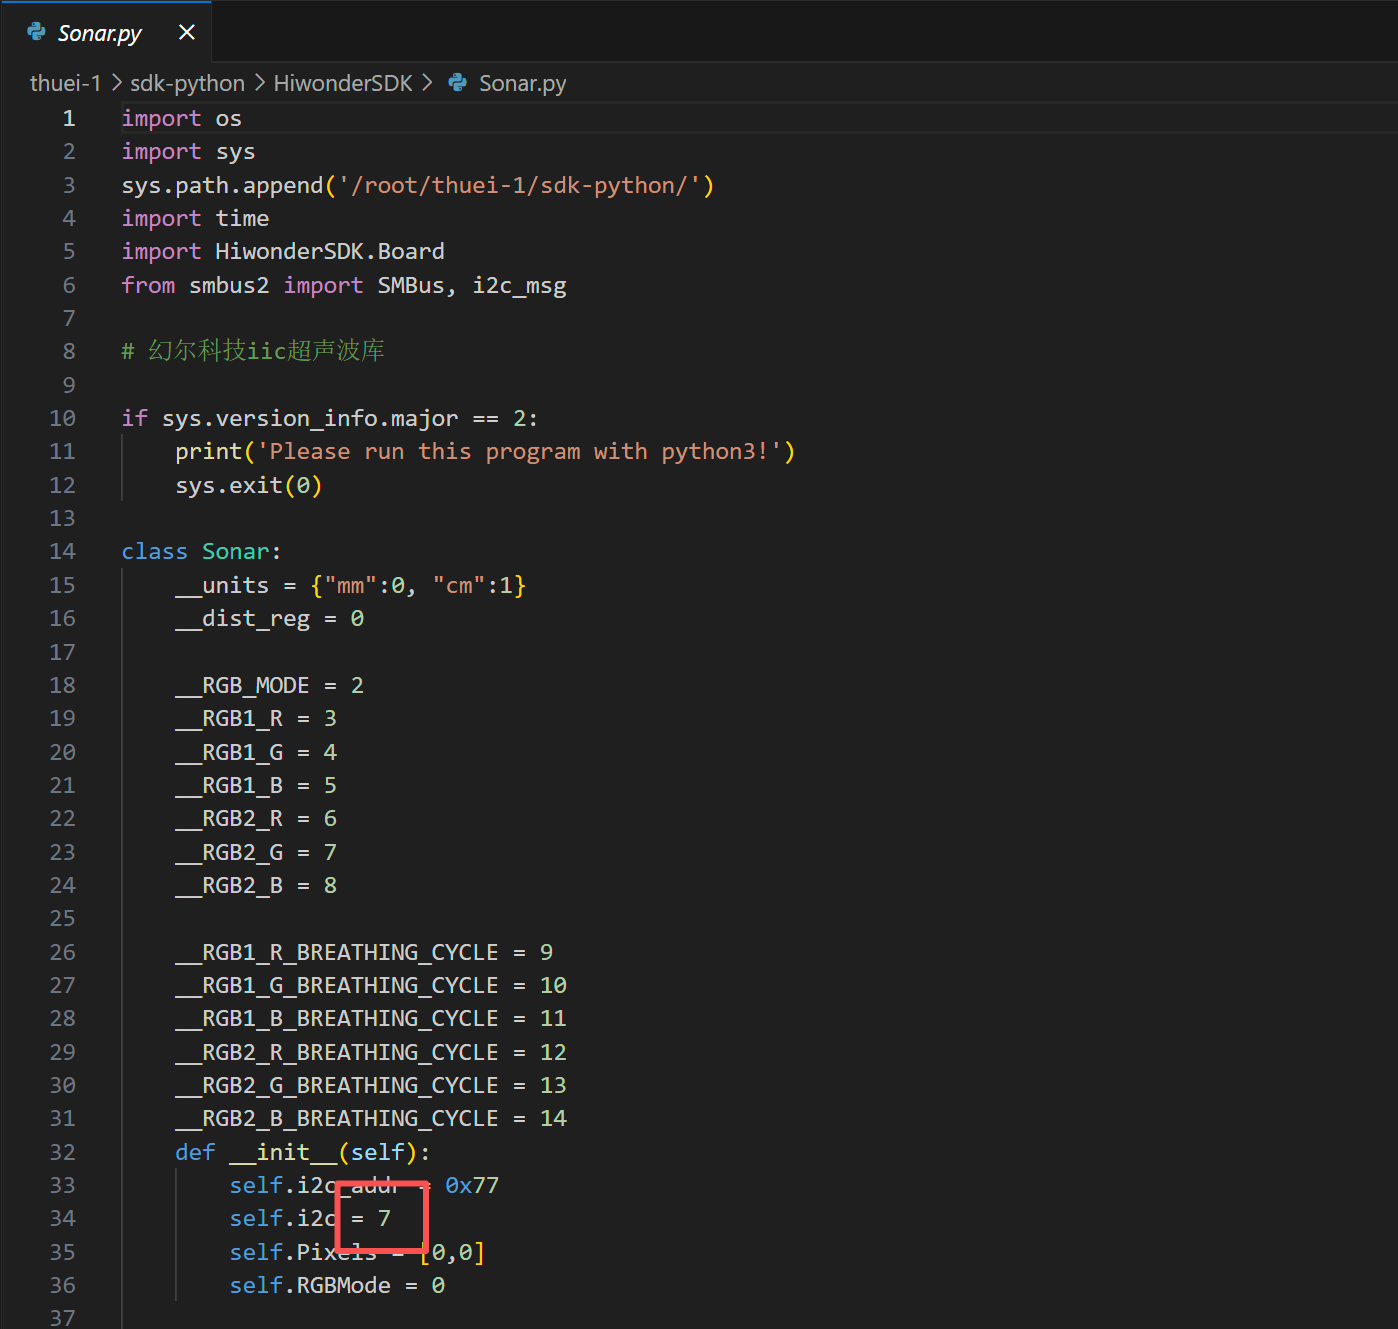 Sonar.py
thuei-1 > sdk-python > HiwonderSDK > Sonar.py
1 import os
2 import sys
3 sys.path.append('/root/thuei-1/sdk-python/')
4 import time
5 import HiwonderSDK.Board
6 from smbus2 import SMBus, i2c_msg
7
8 # 幻尔科技iic超声波库
9
10 if sys.version_info.major == 2:
11     print('Please run this program with python3!')
12     sys.exit(0)
13
14 class Sonar:
15     __units = {"mm":0, "cm":1}
16     __dist_reg = 0
17
18     __RGB_MODE = 2
19     __RGB1_R = 3
20     __RGB1_G = 4
21     __RGB1_B = 5
22     __RGB2_R = 6
23     __RGB2_G = 7
24     __RGB2_B = 8
25
26     __RGB1_R_BREATHING_CYCLE = 9
27     __RGB1_G_BREATHING_CYCLE = 10
28     __RGB1_B_BREATHING_CYCLE = 11
29     __RGB2_R_BREATHING_CYCLE = 12
30     __RGB2_G_BREATHING_CYCLE = 13
31     __RGB2_B_BREATHING_CYCLE = 14
32     def __init__(self):
33         self.i2c_addr = 0x77
34         self.i2c = 7
35         self.Pixels = [0,0]
36         self.RGBMode = 0
37